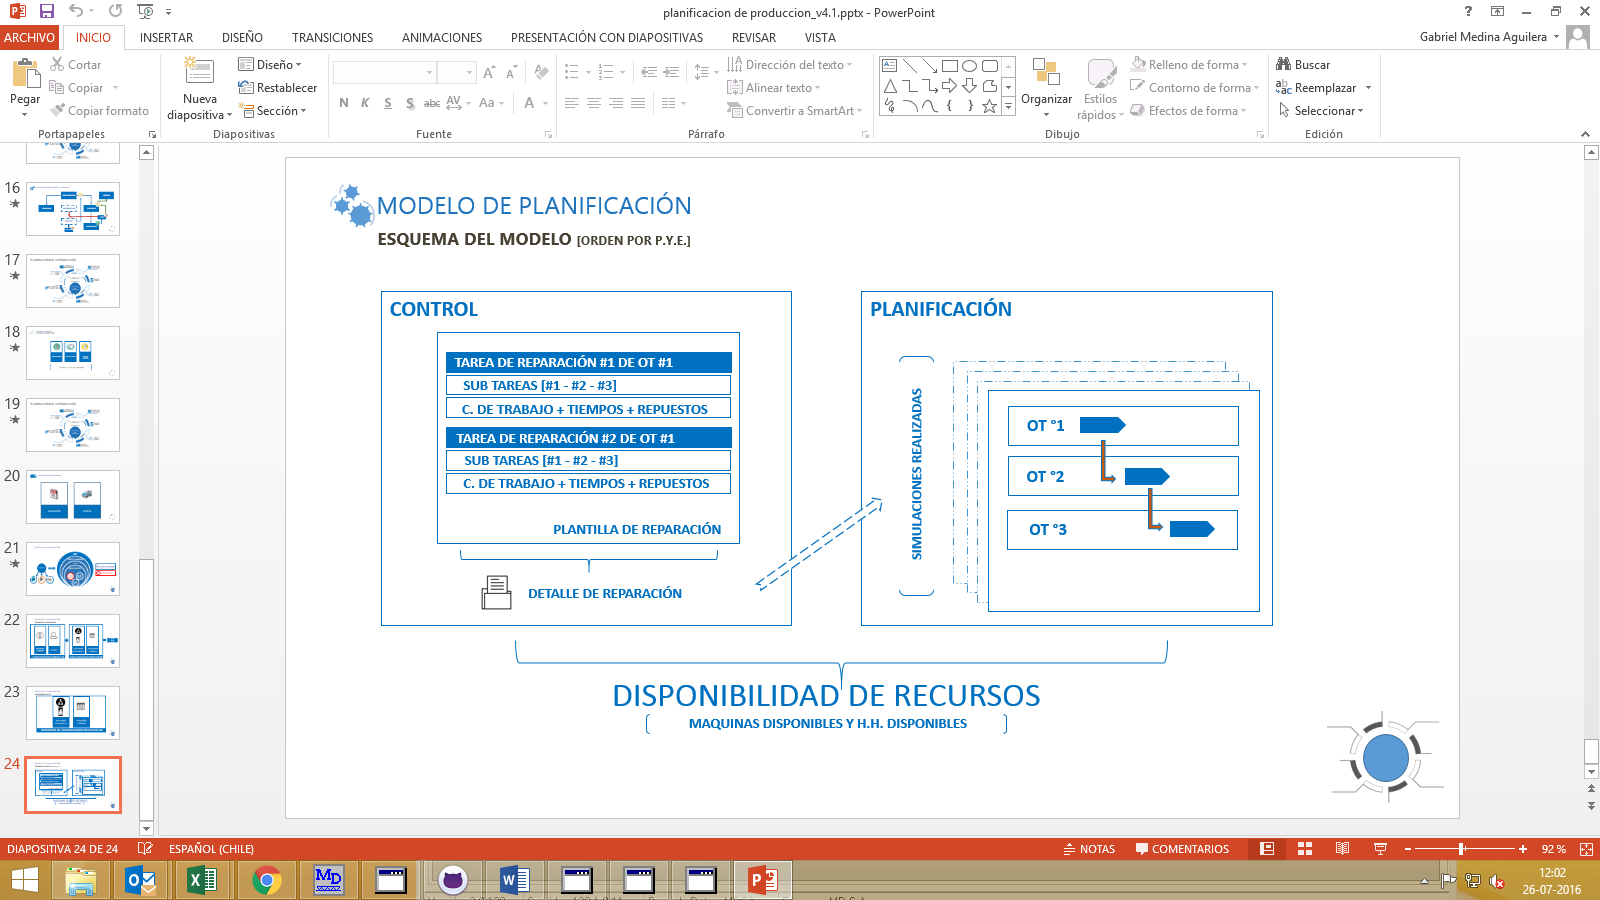 planificacion de produccion_v4.1.pptx - PowerPoint
ARCHIVO INICIO INSERTAR DISEÑO TRANSICIONES ANIMACIONES PRESENTACIÓN CON DIAPOSITIVAS REVISAR VISTA Gabriel Medina Aguilera
Pegar
Cortar
Copiar
Copiar formato
Portapapeles
Nueva diapositiva
Diseño
Restablecer
Sección
Diapositivas
N K S S abc AV Aa A
Fuente
Dirección del texto
Alinear texto
Convertir a SmartArt
Párrafo
Organizar
Estilos rápidos
Relleno de forma
Contorno de forma
Efectos de forma
Dibujo
Buscar
Reemplazar
Seleccionar
Edición
16
17
18
19
20
21
22
23
24
MODELO DE PLANIFICACIÓN
ESQUEMA DEL MODELO [ORDEN POR P.Y.E.]
CONTROL
TAREA DE REPARACIÓN #1 DE OT #1
SUB TAREAS [#1 - #2 - #3]
C. DE TRABAJO + TIEMPOS + REPUESTOS
TAREA DE REPARACIÓN #2 DE OT #1
SUB TAREAS [#1 - #2 - #3]
C. DE TRABAJO + TIEMPOS + REPUESTOS
PLANTILLA DE REPARACIÓN
DETALLE DE REPARACIÓN
PLANIFICACIÓN
SIMULACIONES REALIZADAS
OT °1
OT °2
OT °3
DISPONIBILIDAD DE RECURSOS
MAQUINAS DISPONIBLES Y H.H. DISPONIBLES
DIAPOSITIVA 24 DE 24 ESPAÑOL (CHILE) NOTAS COMENTARIOS 92 %
12:02
26-07-2016